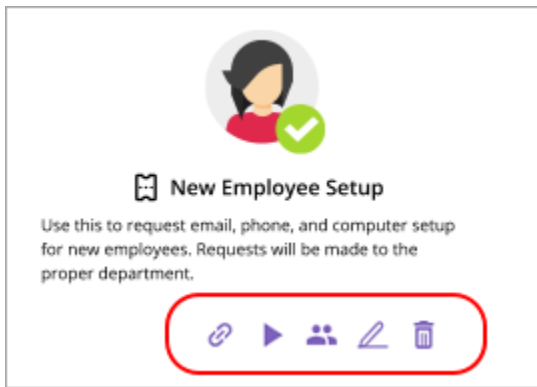 New Employee Setup
Use this to request email, phone, and computer setup
for new employees. Requests will be made to the
proper department.